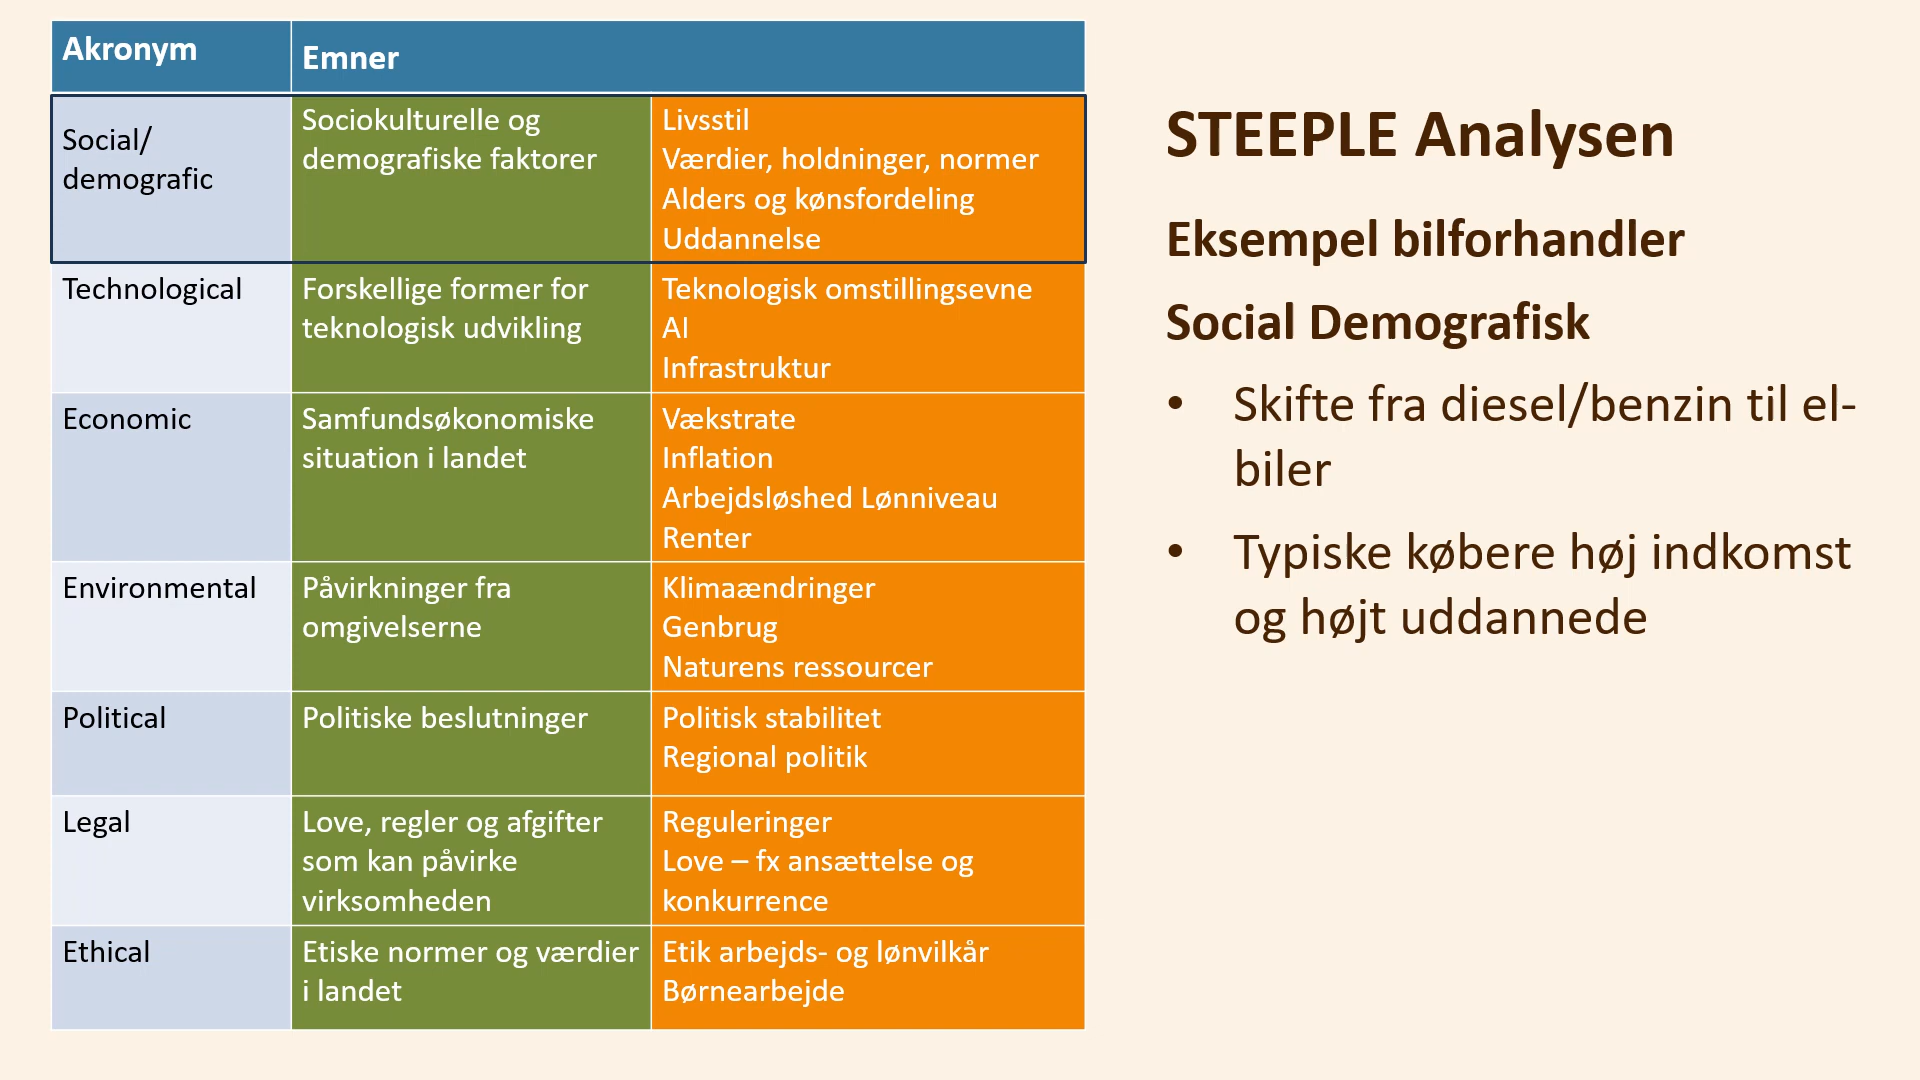 Akronym
Emner
Social/
demografic
Sociokulturelle og
demografiske faktorer
Livsstil
Værdier, holdninger, normer
Alders og kønsfordeling
Uddannelse
Technological
Forskellige former for
teknologisk udvikling
Teknologisk omstillingsevne
AI
Infrastruktur
Economic
Samfundsøkonomiske
situation i landet
Vækstrate
Inflation
Arbejdsløshed Lønniveau
Renter
Environmental
Påvirkninger fra
omgivelserne
Klimaændringer
Genbrug
Naturens ressourcer
Political
Politiske beslutninger
Politisk stabilitet
Regional politik
Legal
Love, regler og afgifter
som kan påvirke
virksomheden
Reguleringer
Love – fx ansættelse og
konkurrence
Ethical
Etiske normer og værdier
i landet
Etik arbejds- og lønvilkår
Børnearbejde
STEEPLE Analysen
Eksempel bilforhandler
Social Demografisk
• Skifte fra diesel/benzin til el-
biler
• Typiske købere høj indkomst
og højt uddannede